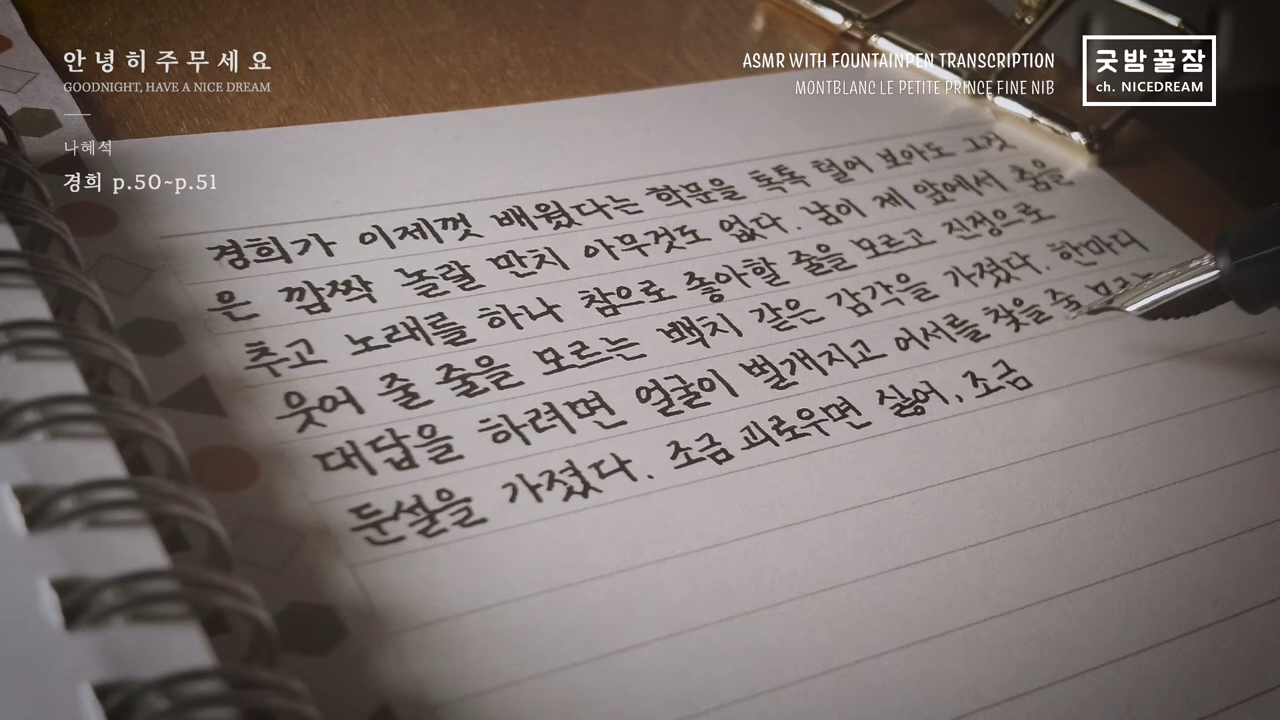 안녕히주무세요
GOODNIGHT, HAVE A NICE DREAM
나혜석
경희 p.50~p.51
ASMR WITH FOUNTAINPEN TRANSCRIPTION
MONTBLANC LE PETITE PRINCE FINE NIB
굿밤꿀잠
ch. NICEDREAM
경희가 이제껏 배웠다는 학문을 톡톡 털어 보아도 그것
은 깜짝 놀랄 만치 아무것도 없다. 남이 제 앞에서 춤을
추고 노래를 하나 참으로 좋아할 줄을 모르고 진정으로
웃어 줄 줄을 모르는 백치 같은 감각을 가졌다. 한마디
대답을 하려면 얼굴이 벌개지고 어서를 찾을 줄
둔설을 가졌다. 조금 괴로우면 싫어, 조금